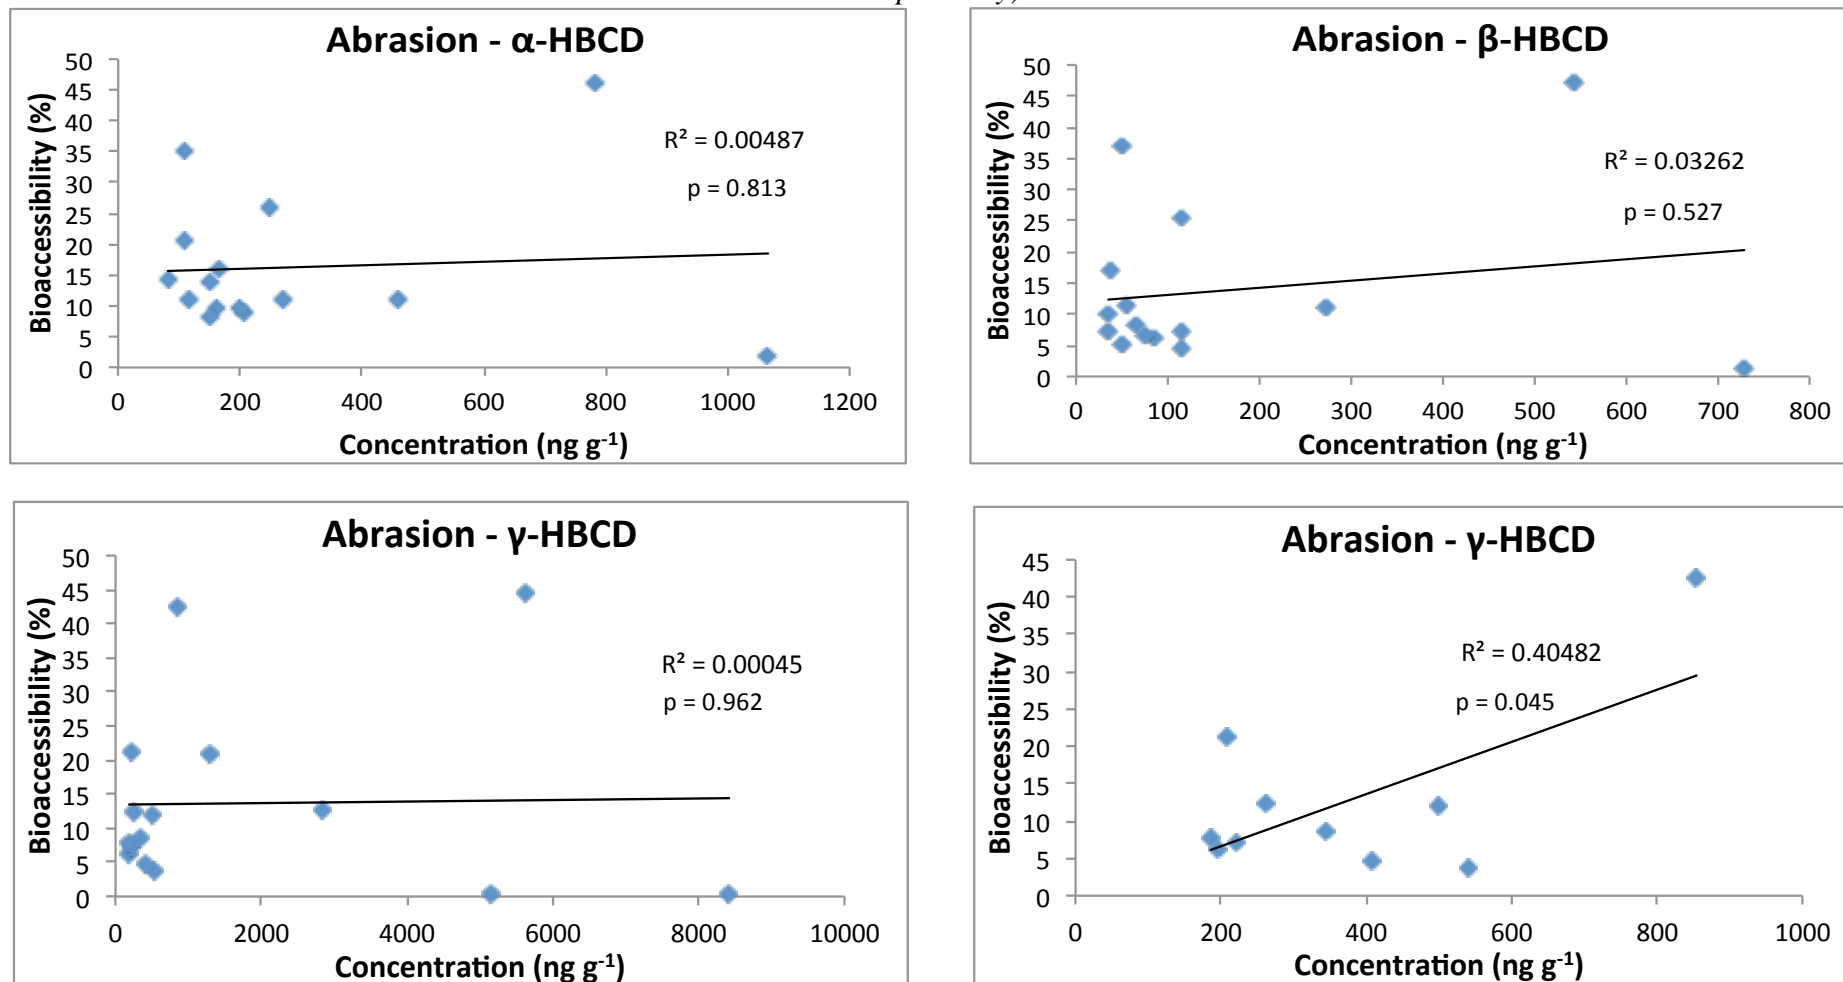 Abrasion - α-HBCD
50
45
40
35
30
25
20
15
10
5
0
Bioaccessibility (%)
R² = 0.00487
p = 0.813
0 200 400 600 800 1000 1200
Concentration (ng g⁻¹)
Abrasion - β-HBCD
50
45
40
35
30
25
20
15
10
5
0
Bioaccessibility (%)
R² = 0.03262
p = 0.527
0 100 200 300 400 500 600 700 800
Concentration (ng g⁻¹)
Abrasion - γ-HBCD
50
45
40
35
30
25
20
15
10
5
0
Bioaccessibility (%)
R² = 0.00045
p = 0.962
0 2000 4000 6000 8000 10000
Concentration (ng g⁻¹)
Abrasion - γ-HBCD
45
40
35
30
25
20
15
10
5
0
Bioaccessibility (%)
R² = 0.40482
p = 0.045
0 200 400 600 800 1000
Concentration (ng g⁻¹)